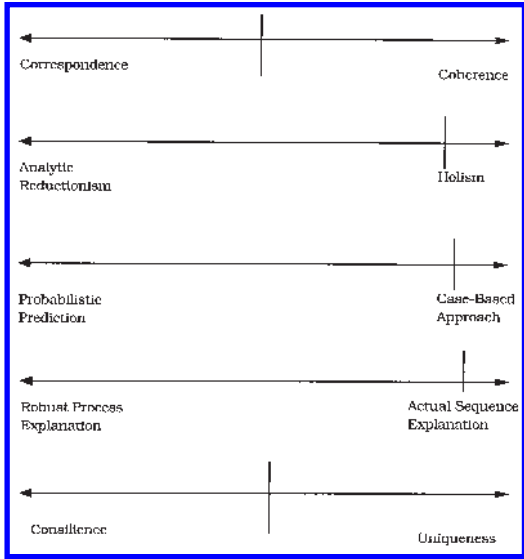 Correspondence
Coherence
Analytic
Reductionism
Holism
Probabilistic
Prediction
Case-Based
Approach
Robust Process
Explanation
Actual Sequence
Explanation
Consilience
Uniqueness